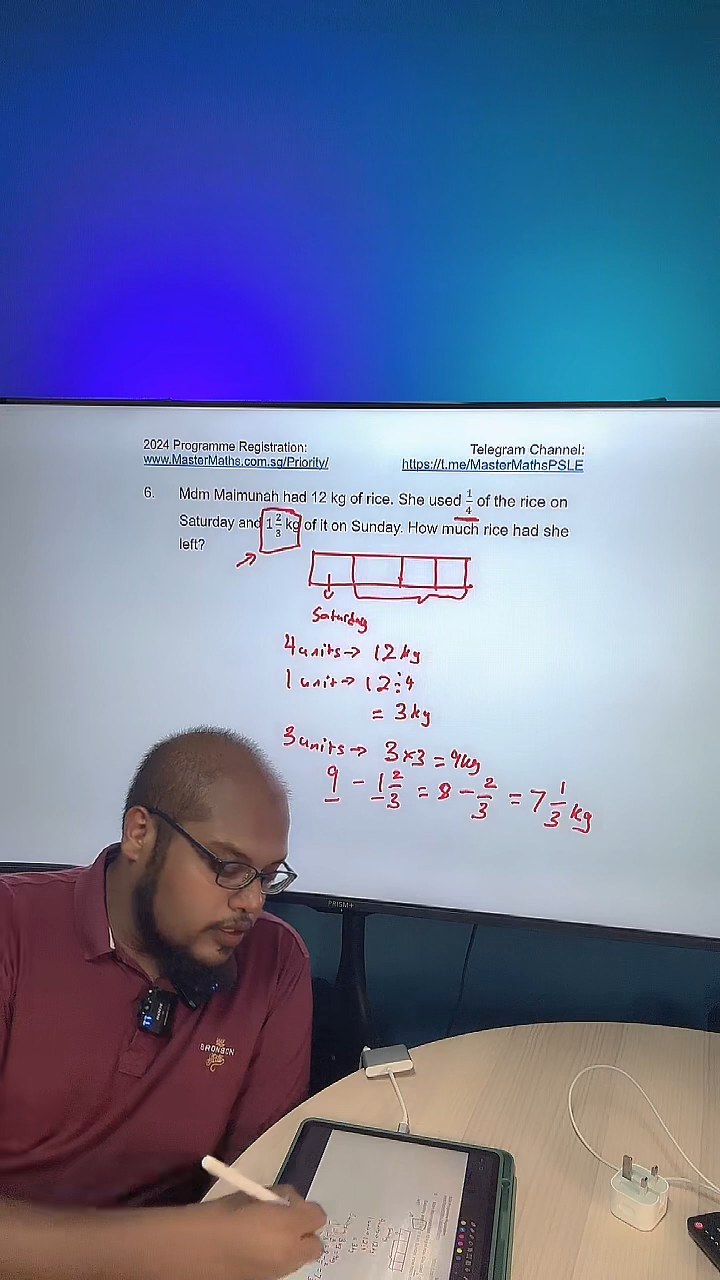 2024 Programme Registration:
www.MasterMaths.com.sg/Priority/
Telegram Channel:
https://t.me/MasterMathsPSLE
6. Mdm Maimunah had 12 kg of rice. She used 1/4 of the rice on
Saturday and 1 2/3 kg of it on Sunday. How much rice had she
left?
Saturday
4 units → 12 kg
1 unit → 12 ÷ 4
= 3 kg
3 units → 3 × 3 = 9 kg
9 - 1 2/3 = 8 - 2/3 = 7 1/3 kg
PRISM+
BRONSON